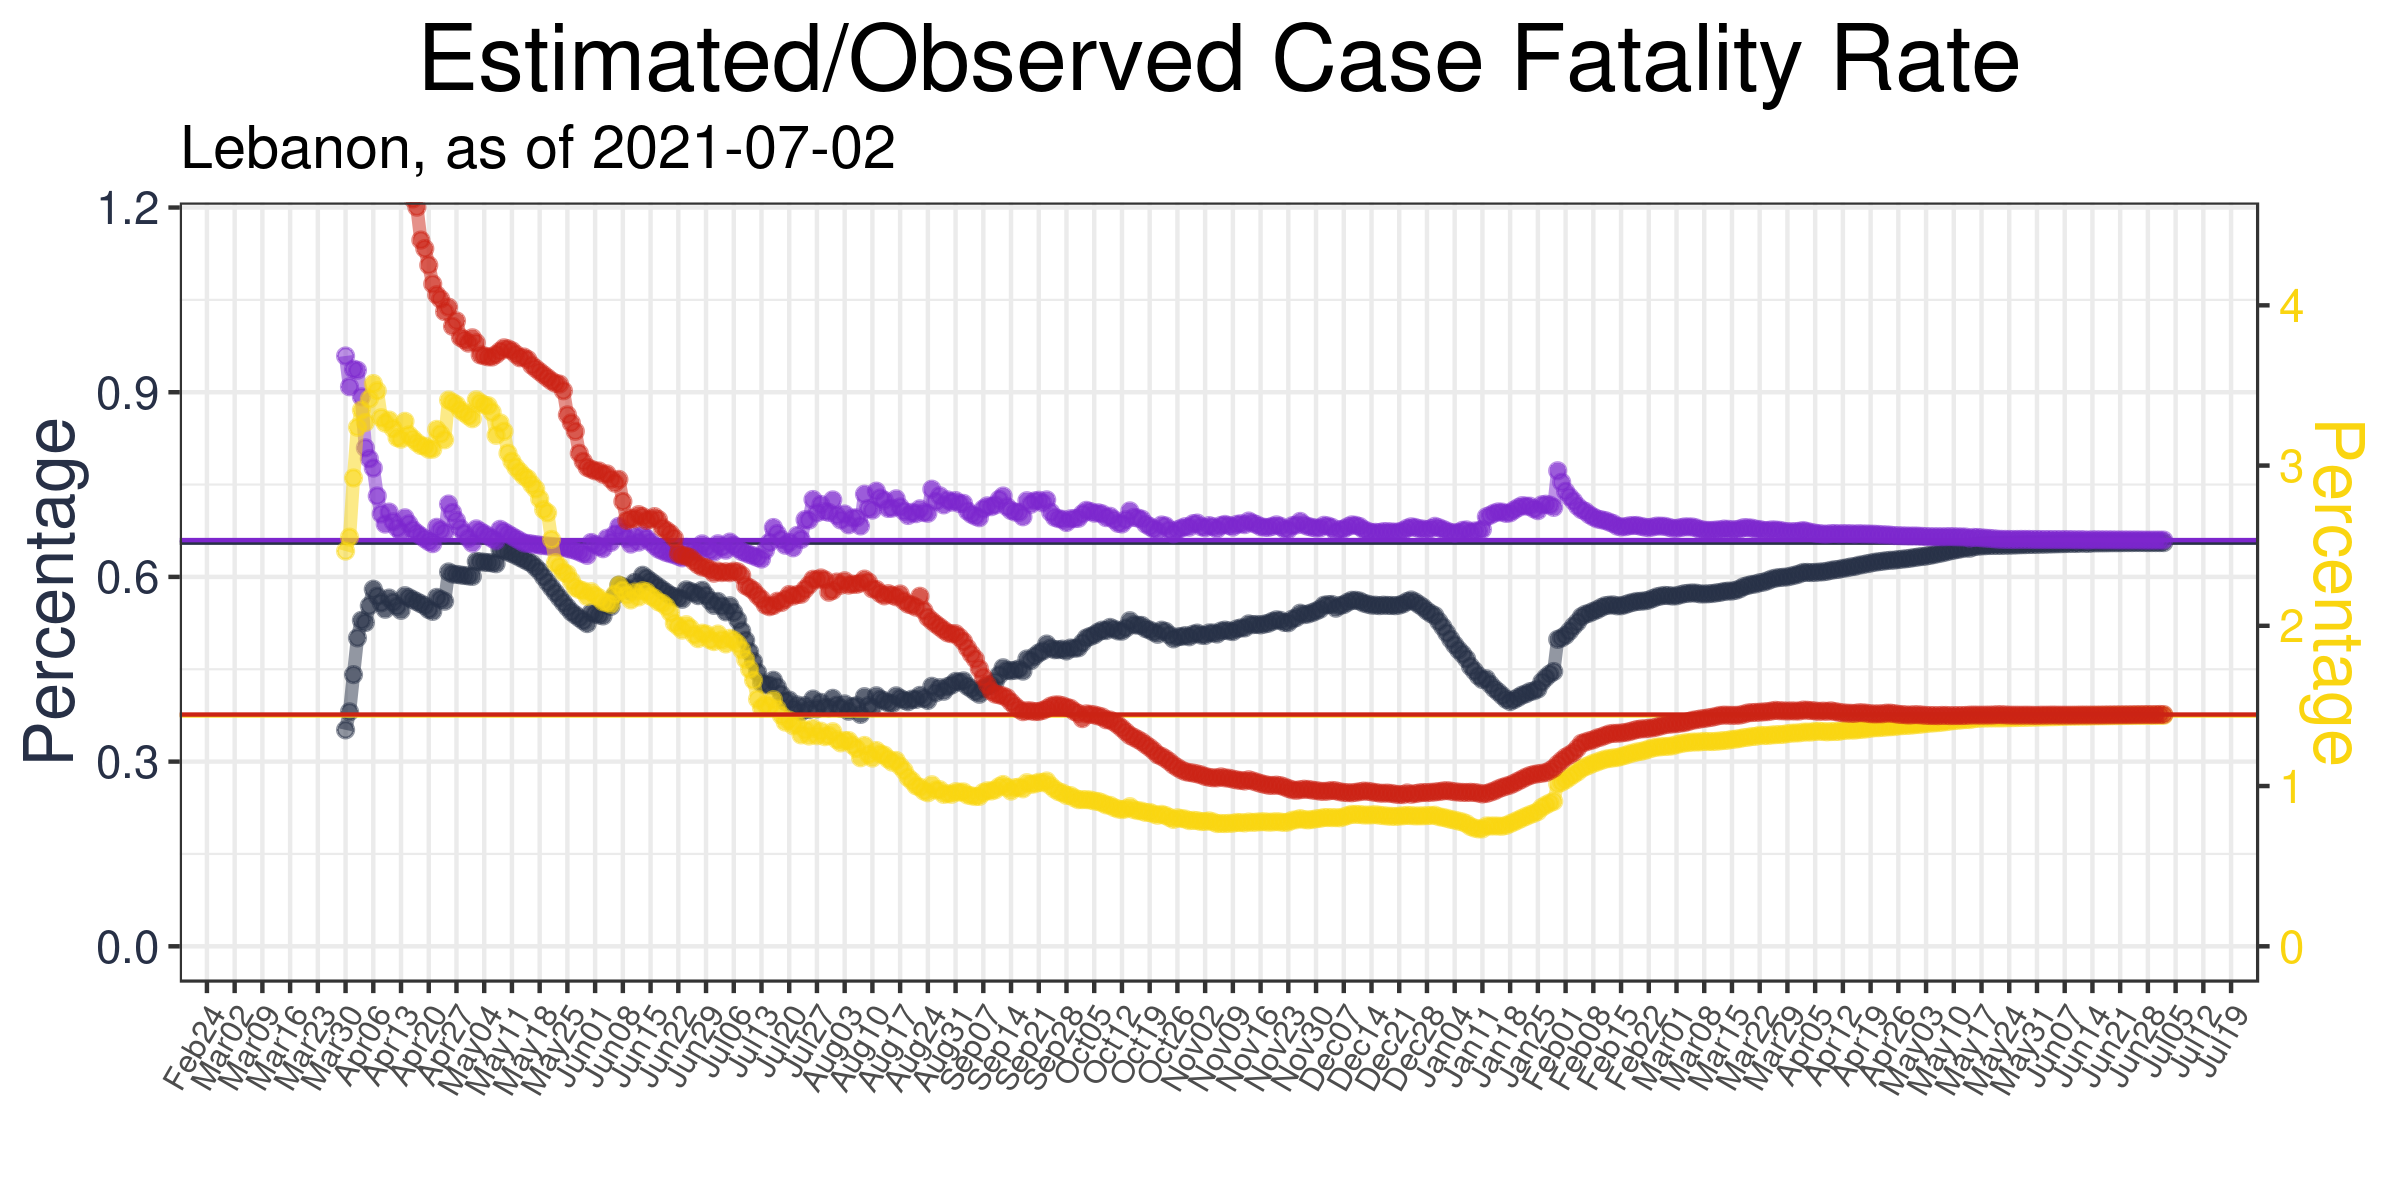 Estimated/Observed Case Fatality Rate
Lebanon, as of 2021-07-02
Percentage
1.2
0.9
0.6
0.3
0.0
4
3
2
1
0
Percentage
Feb24
Mar02
Mar09
Mar16
Mar23
Mar30
Apr06
Apr13
Apr20
Apr27
May04
May11
May18
May25
Jun01
Jun08
Jun15
Jun22
Jun29
Jul06
Jul13
Jul20
Jul27
Aug03
Aug10
Aug17
Aug24
Aug31
Sep07
Sep14
Sep21
Sep28
Oct05
Oct12
Oct19
Oct26
Nov02
Nov09
Nov16
Nov23
Nov30
Dec07
Dec14
Dec21
Dec28
Jan04
Jan11
Jan18
Jan25
Feb01
Feb08
Feb15
Feb22
Mar01
Mar08
Mar15
Mar22
Mar29
Apr05
Apr12
Apr19
Apr26
May03
May10
May17
May24
May31
Jun07
Jun14
Jun21
Jun28
Jul05
Jul12
Jul19